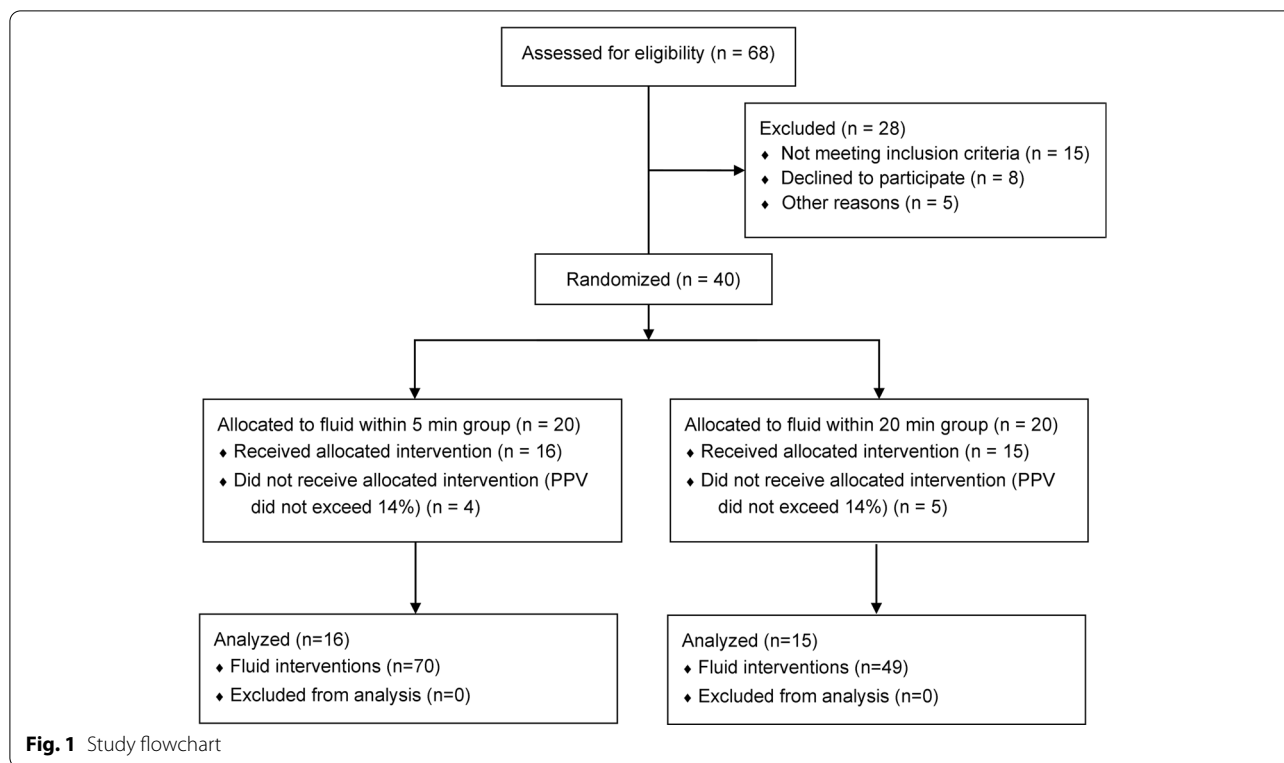 Assessed for eligibility (n = 68)
Excluded (n = 28)
♦ Not meeting inclusion criteria (n = 15)
♦ Declined to participate (n = 8)
♦ Other reasons (n = 5)
Randomized (n = 40)
Allocated to fluid within 5 min group (n = 20)
♦ Received allocated intervention (n = 16)
♦ Did not receive allocated intervention (PPV
did not exceed 14%) (n = 4)
Allocated to fluid within 20 min group (n = 20)
♦ Received allocated intervention (n = 15)
♦ Did not receive allocated intervention (PPV
did not exceed 14%) (n = 5)
Analyzed (n=16)
♦ Fluid interventions (n=70)
♦ Excluded from analysis (n=0)
Analyzed (n=15)
♦ Fluid interventions (n=49)
♦ Excluded from analysis (n=0)
Fig. 1 Study flowchart